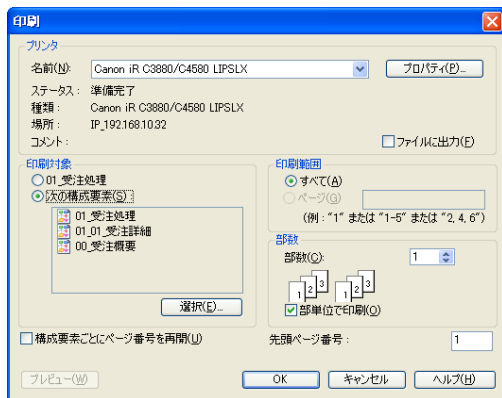 印刷
プリンタ
名前(N): Canon iR C3880/C4580 LIPSLX プロパティ(P)...
ステータス: 準備完了
種類: Canon iR C3880/C4580 LIPSLX
場所: IP_192.168.10.32
コメント: ファイルに出力(F)
印刷対象
01_受注処理
次の構成要素(S):
01_受注処理
01_01_受注詳細
00_受注概要
選択(E)...
構成要素ごとにページ番号を再開(U)
印刷範囲
すべて(A)
ページ(G)
(例: "1" または "1-5" または "2, 4, 6")
部数
部数(C): 1
1 2 3 1 2 3
部単位で印刷(O)
先頭ページ番号: 1
プレビュー(W) OK キャンセル ヘルプ(H)